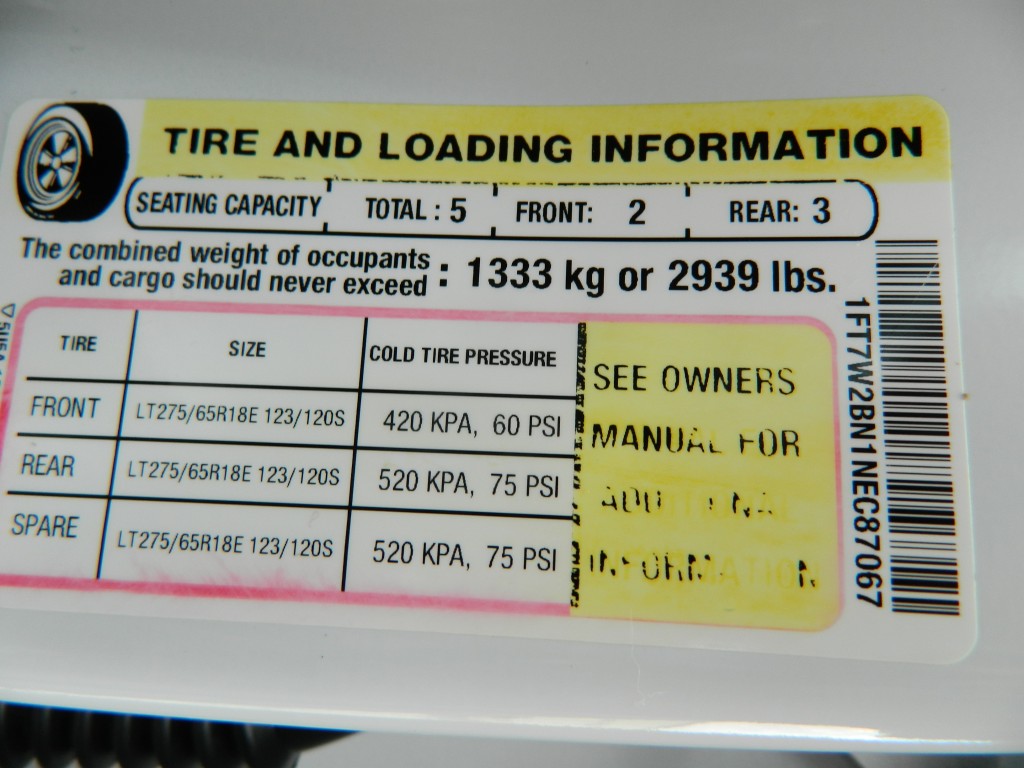 TIRE AND LOADING INFORMATION
SEATING CAPACITY TOTAL : 5 FRONT: 2 REAR: 3
The combined weight of occupants
and cargo should never exceed : 1333 kg or 2939 lbs.
TIRE SIZE COLD TIRE PRESSURE
FRONT LT275/65R18E 123/120S 420 KPA, 60 PSI
REAR LT275/65R18E 123/120S 520 KPA, 75 PSI
SPARE LT275/65R18E 123/120S 520 KPA, 75 PSI
SEE OWNERS
MANUAL FOR
1FT7W2BN1NEC87067